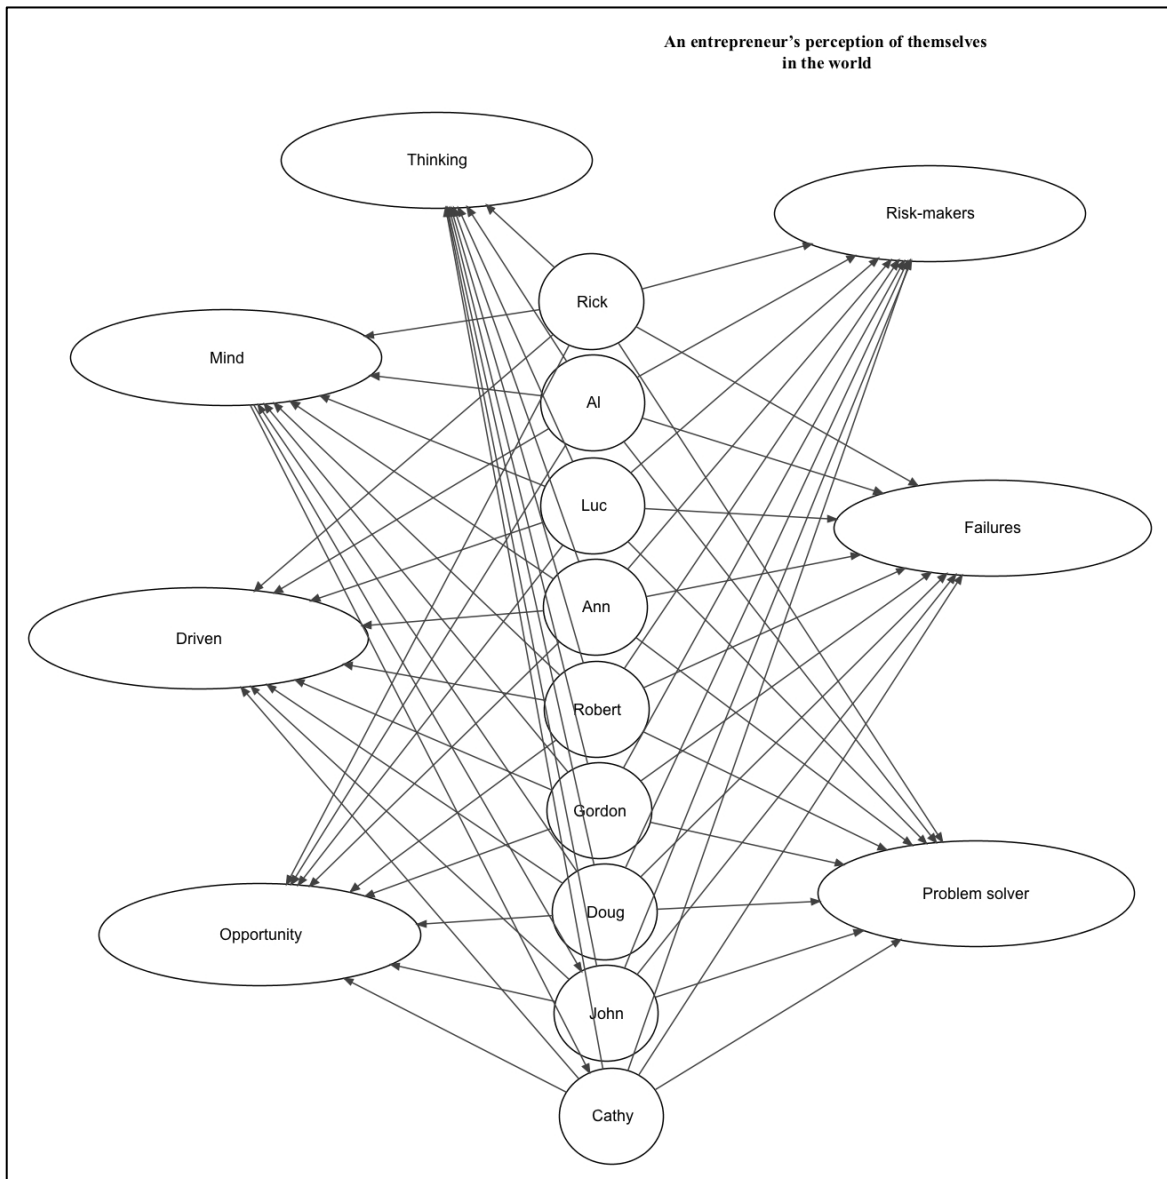 An entrepreneur’s perception of themselves
in the world
Thinking
Risk-makers
Rick
Mind
Al
Luc
Failures
Ann
Driven
Robert
Gordon
Problem solver
Doug
Opportunity
John
Cathy